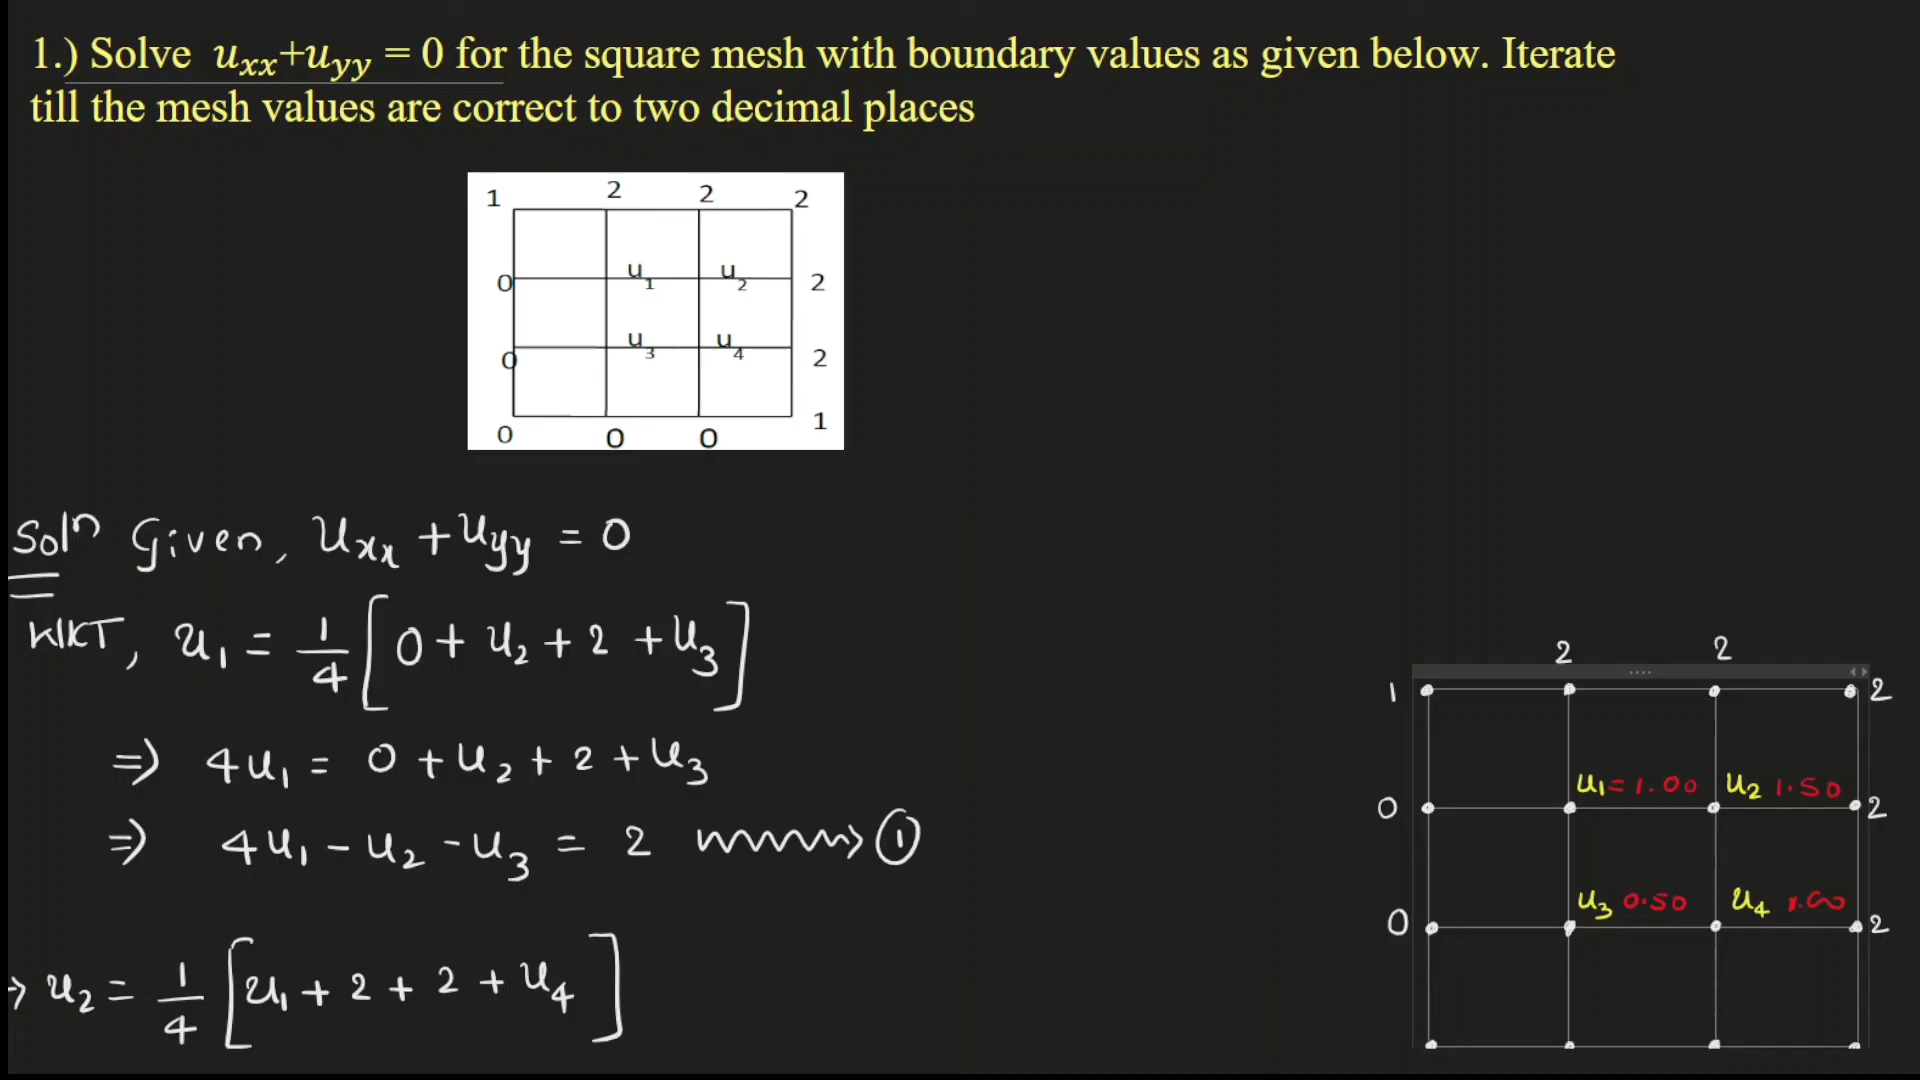 1.) Solve uₓₓ+u_yy = 0 for the square mesh with boundary values as given below. Iterate
till the mesh values are correct to two decimal places
1 2 2 2
0 u₁ u₂ 2
0 u₃ u₄ 2
0 0 0 1
Solⁿ Given, Uₓₓ + U_yy = 0
WKT, u₁ = 1/4 [0 + u₂ + 2 + u₃]
=> 4u₁ = 0 + u₂ + 2 + u₃
=> 4u₁ - u₂ - u₃ = 2 → ①
→ u₂ = 1/4 [u₁ + 2 + 2 + u₄]
2 2
1 2
u₁ = 1.00 u₂ 1.50
0 2
u₃ 0.50 u₄ 1.00
0 2